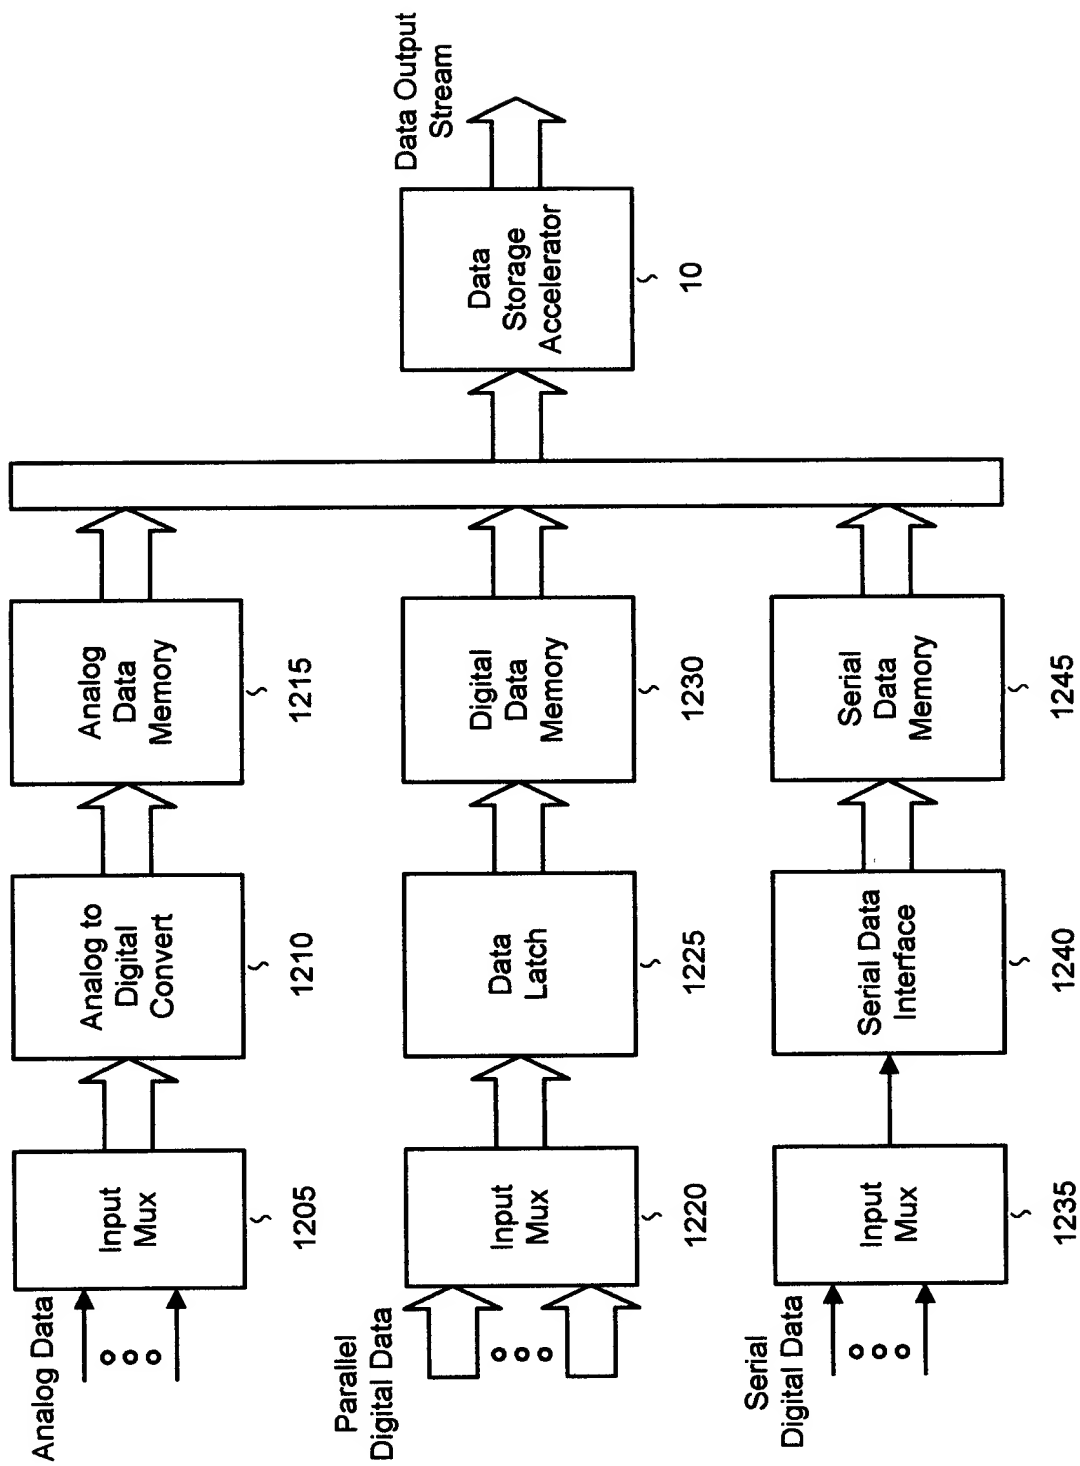 Analog Data
Input
Mux
1205
Analog to
Digital
Convert
1210
Analog
Data
Memory
1215
Parallel
Digital Data
Input
Mux
1220
Data
Latch
1225
Digital
Data
Memory
1230
Serial
Digital Data
Input
Mux
1235
Serial Data
Interface
1240
Serial
Data
Memory
1245
Data
Storage
Accelerator
10
Data Output
Stream